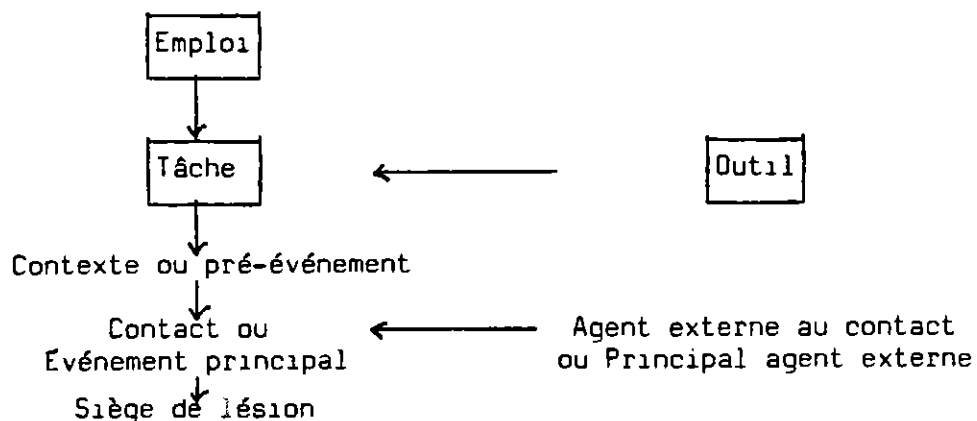 Emploi
Tâche
Outil
Contexte ou pré-événement
Contact ou
Evénement principal
Agent externe au contact
ou Principal agent externe
Siège de lésion